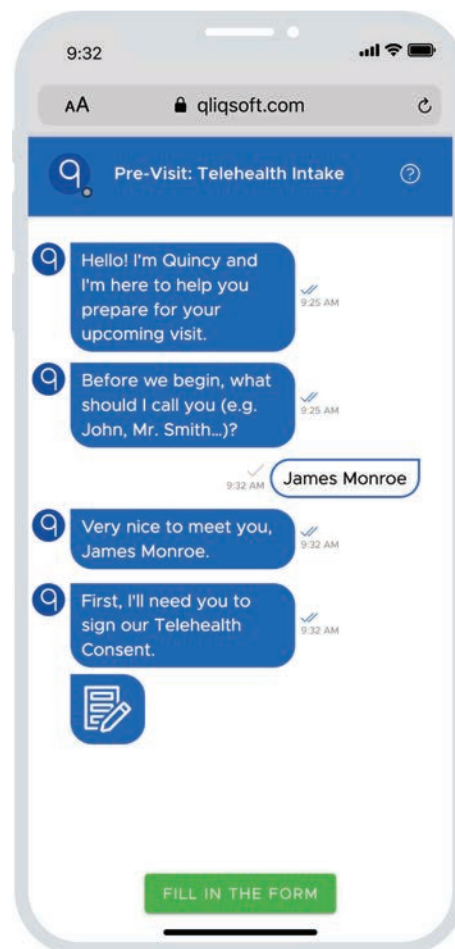 9:32
AA qliqsoft.com
Pre-Visit: Telehealth Intake ?
Hello! I'm Quincy and
I'm here to help you
prepare for your
upcoming visit.
9:25 AM
Before we begin, what
should I call you (e.g.
John, Mr. Smith...)?
9:25 AM
James Monroe
9:32 AM
Very nice to meet you,
James Monroe.
9:32 AM
First, I'll need you to
sign our Telehealth
Consent.
9:32 AM
FILL IN THE FORM